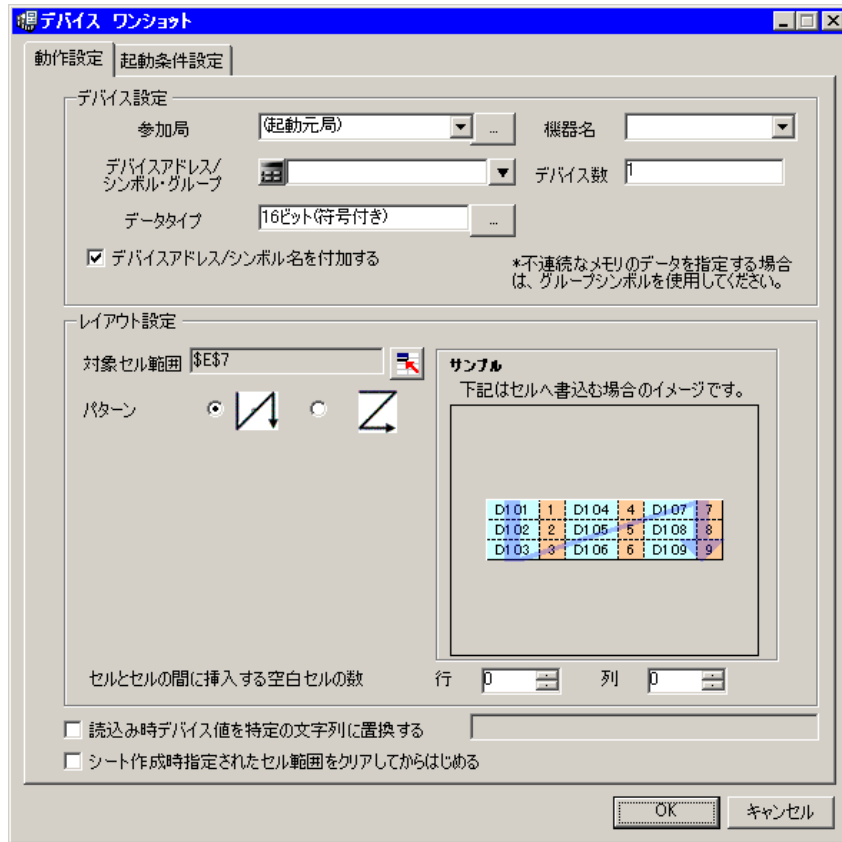 デバイス ワンショット
動作設定 起動条件設定
デバイス設定
参加局 (起動元局) ... 機器名
デバイスアドレス/
シンボル・グループ
デバイス数 1
データタイプ 16ビット(符号付き) ...
デバイスアドレス/シンボル名を付加する
*不連続なメモリのデータを指定する場合
は、グループシンボルを使用してください。
レイアウト設定
対象セル範囲 $E$7
パターン
サンプル
下記はセルへ書込む場合のイメージです。
D101 1 D104 4 D107 7
D102 2 D105 5 D108 8
D103 3 D106 6 D109 9
セルとセルの間に挿入する空白セルの数 行 0 列 0
読込み時デバイス値を特定の文字列に置換する
シート作成時指定されたセル範囲をクリアしてからはじめる
OK キャンセル